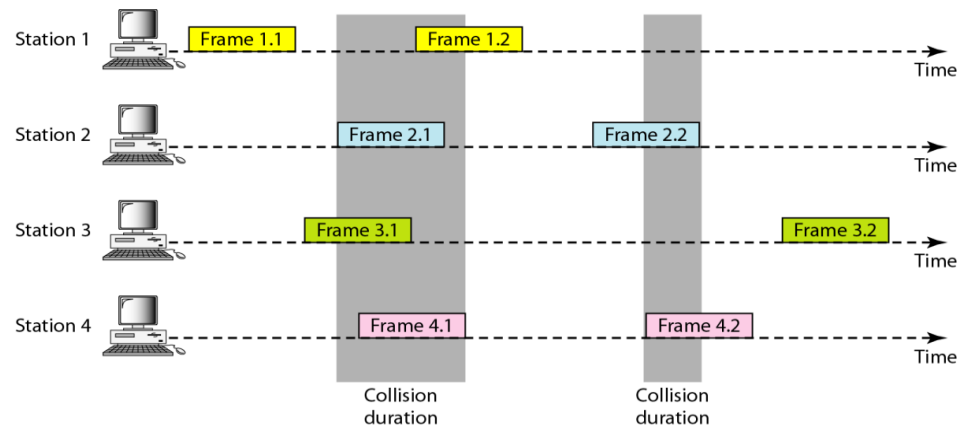 Station 1
Frame 1.1
Frame 1.2
Time
Station 2
Frame 2.1
Frame 2.2
Time
Station 3
Frame 3.1
Frame 3.2
Time
Station 4
Frame 4.1
Frame 4.2
Time
Collision
duration
Collision
duration